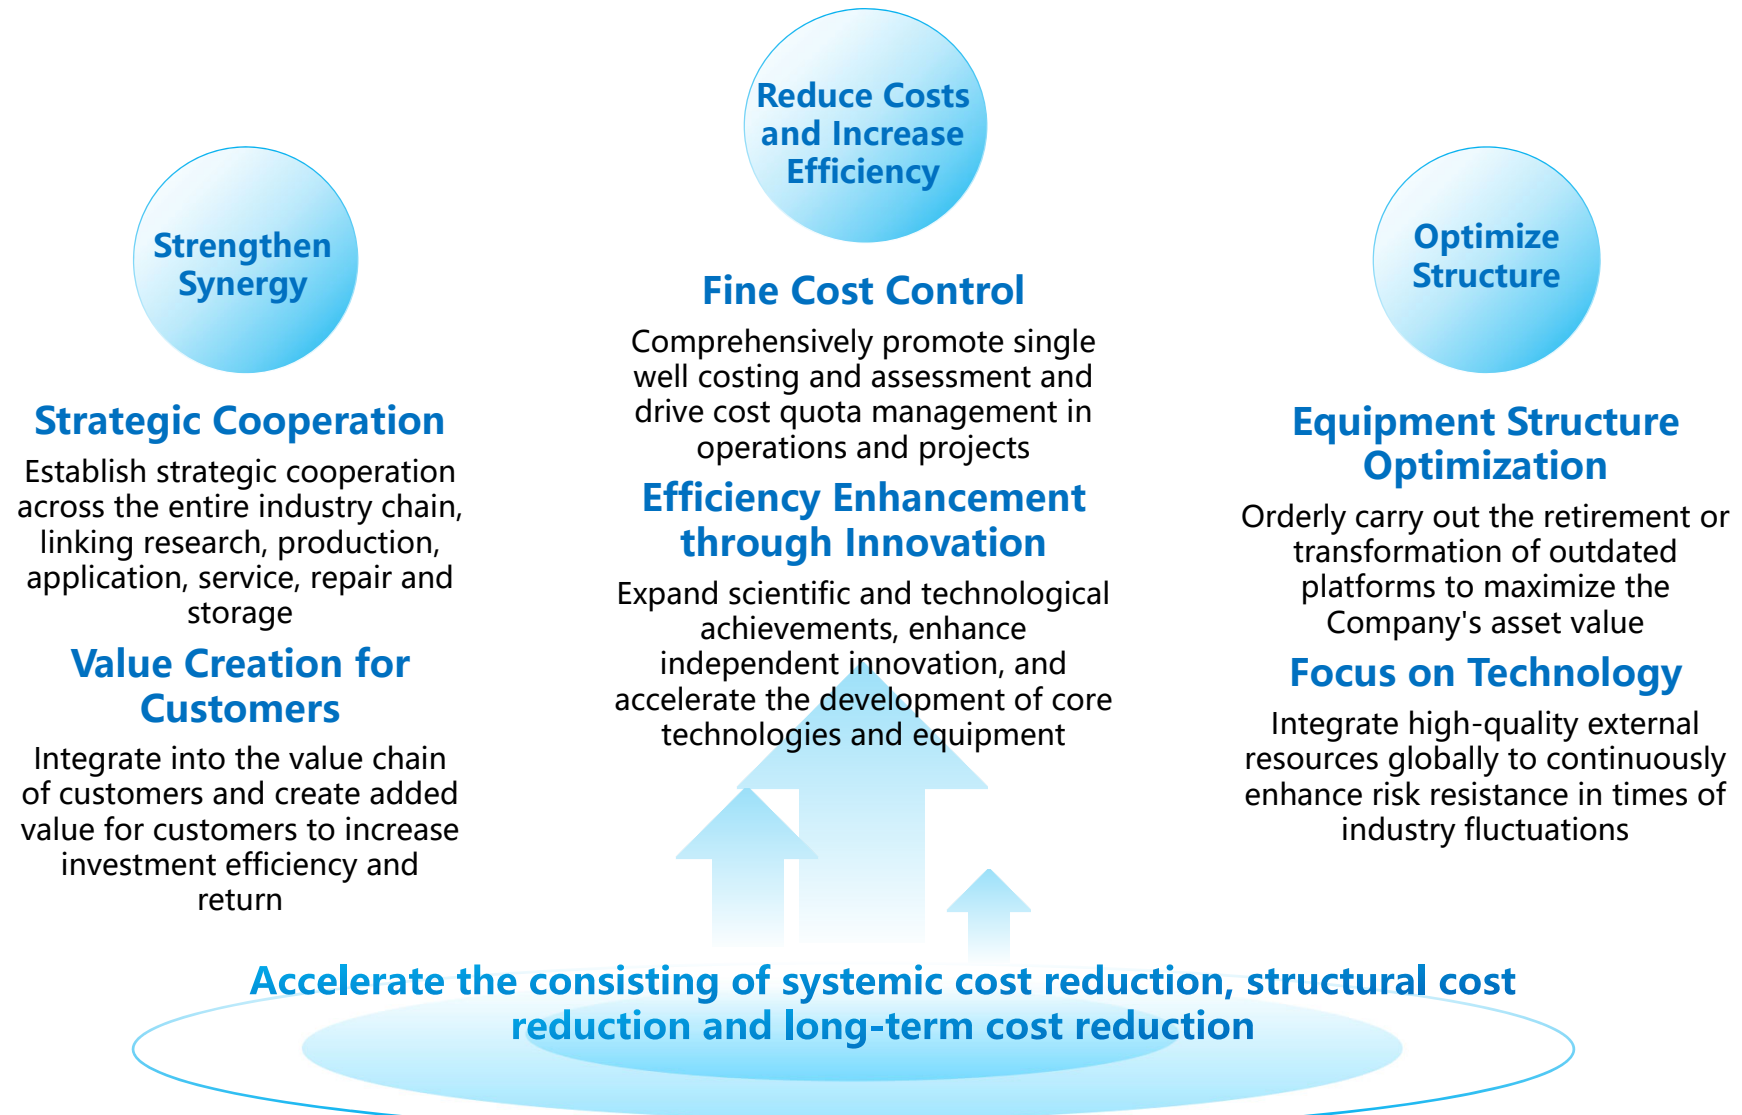 Strengthen
Synergy
Strategic Cooperation
Establish strategic cooperation
across the entire industry chain,
linking research, production,
application, service, repair and
storage
Value Creation for
Customers
Integrate into the value chain
of customers and create added
value for customers to increase
investment efficiency and
return
Reduce Costs
and Increase
Efficiency
Fine Cost Control
Comprehensively promote single
well costing and assessment and
drive cost quota management in
operations and projects
Efficiency Enhancement
through Innovation
Expand scientific and technological
achievements, enhance
independent innovation, and
accelerate the development of core
technologies and equipment
Optimize
Structure
Equipment Structure
Optimization
Orderly carry out the retirement or
transformation of outdated
platforms to maximize the
Company's asset value
Focus on Technology
Integrate high-quality external
resources globally to continuously
enhance risk resistance in times of
industry fluctuations
Accelerate the consisting of systemic cost reduction, structural cost
reduction and long-term cost reduction